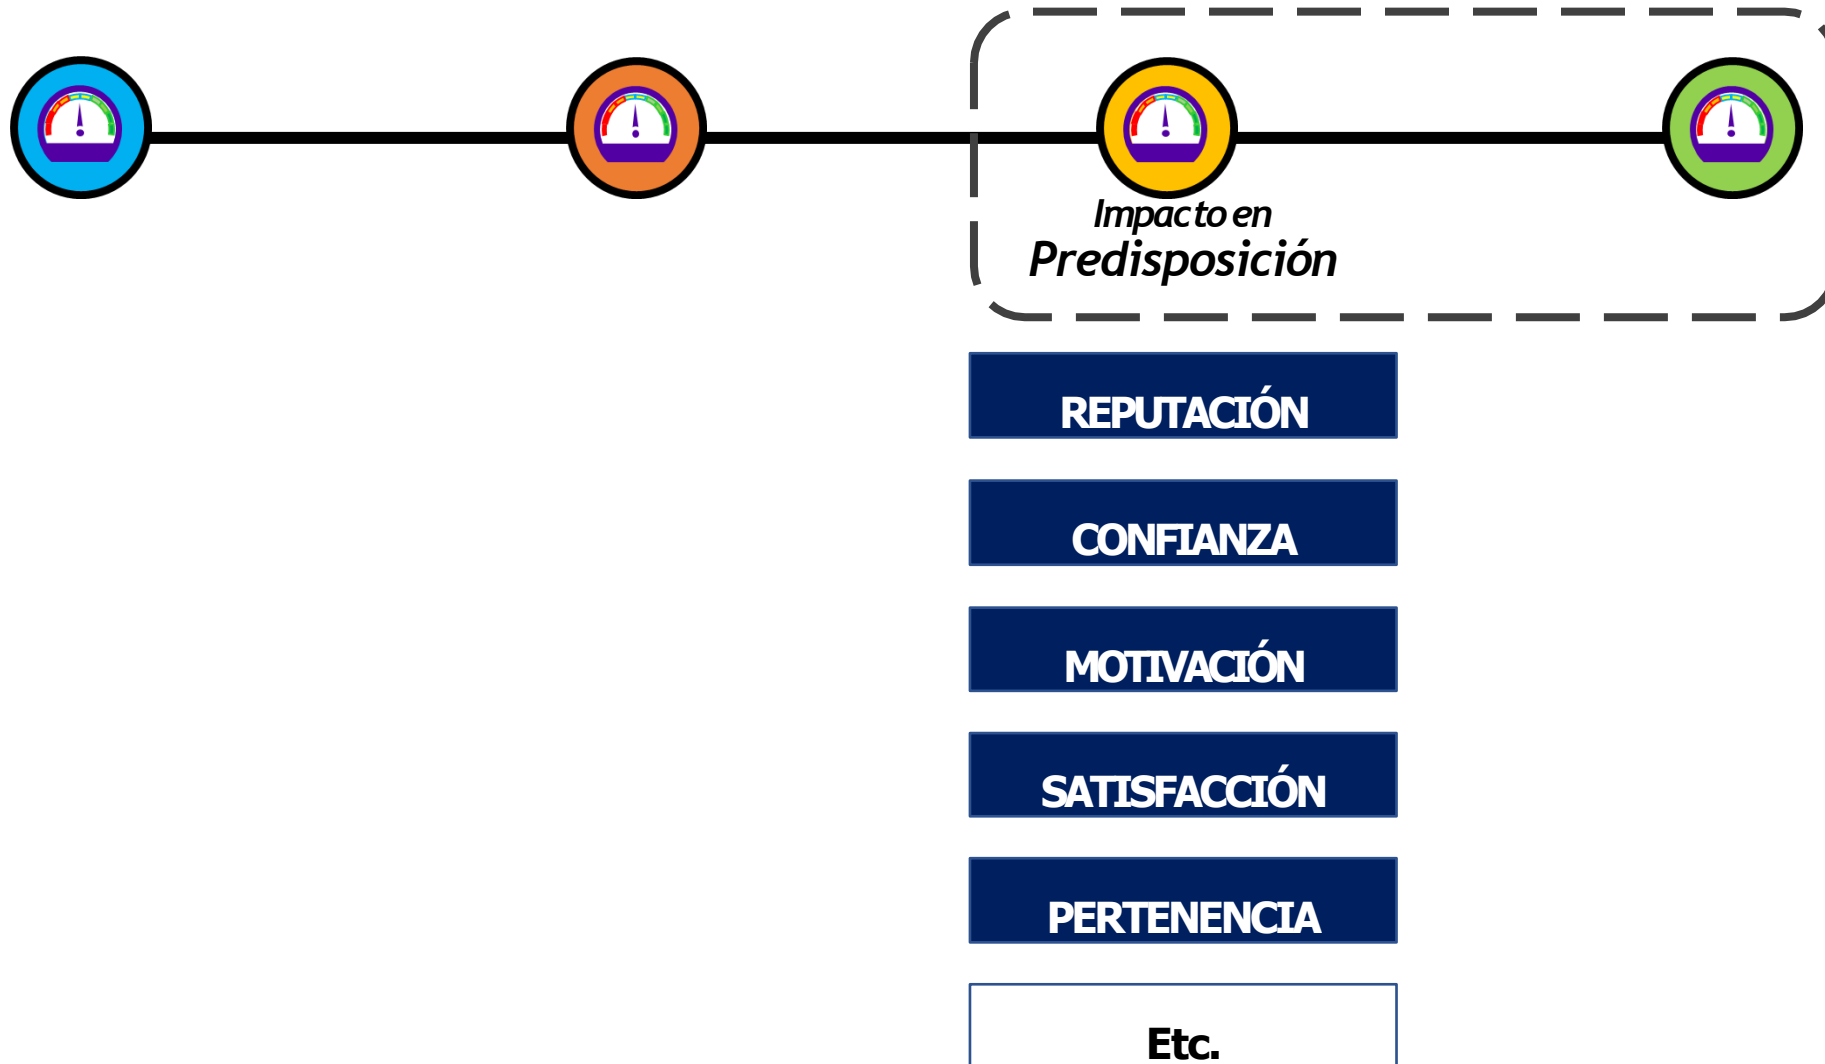 Impacto en
Predisposición
REPUTACIÓN
CONFIANZA
MOTIVACIÓN
SATISFACCIÓN
PERTENENCIA
Etc.